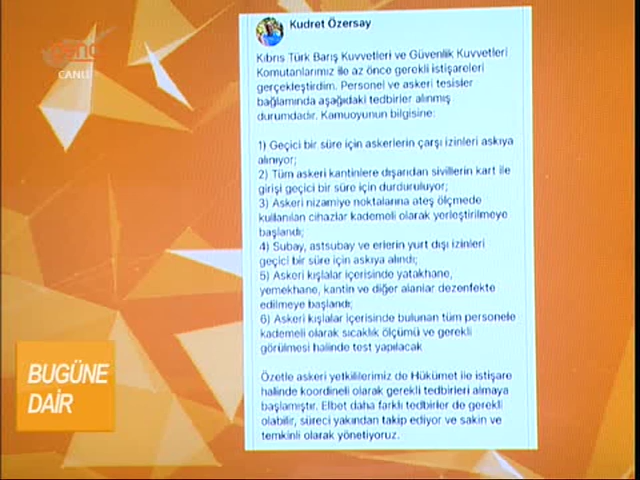 Kudret Özersay
Kıbrıs Türk Barış Kuvvetleri ve Güvenlik Kuvvetleri
Komutanlarımız ile az önce gerekli istişareleri
gerçekleştirdim. Personel ve askeri tesisler
bağlamında aşağıdaki tedbirler alınmış
durumdadır. Kamuoyunun bilgisine:
1) Geçici bir süre için askerlerin çarşı izinleri askıya
alınıyor;
2) Tüm askeri kantinlere dışarıdan sivillerin kart ile
girişi geçici bir süre için durduruluyor;
3) Askeri nizamiye noktalarına ateş ölçmede
kullanılan cihazlar kademeli olarak yerleştirilmeye
başlandı;
4) Subay, astsubay ve erlerin yurt dışı izinleri
geçici bir süre için askıya alındı;
5) Askeri kışlalar içerisinde yatakhane,
yemekhane, kantin ve diğer alanlar dezenfekte
edilmeye başlandı;
6) Askeri kışlalar içerisinde bulunan tüm personele
kademeli olarak sıcaklık ölçümü ve gerekli
görülmesi halinde test yapılacak
Özetle askeri yetkililerimiz de Hükümet ile istişare
halinde koordineli olarak gerekli tedbirleri almaya
başlamıştır. Elbet daha farklı tedbirler de gerekli
olabilir, süreci yakından takip ediyor ve sakin ve
temkinli olarak yönetiyoruz.
CANLI
BUGÜNE
DAİR